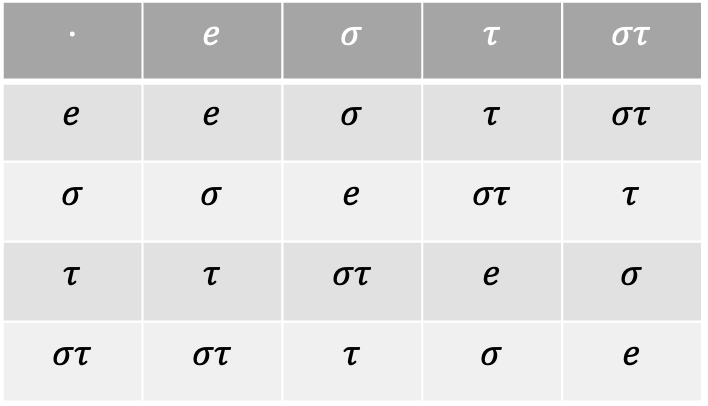 · e σ τ στ
e e σ τ στ
σ σ e στ τ
τ τ στ e σ
στ στ τ σ e